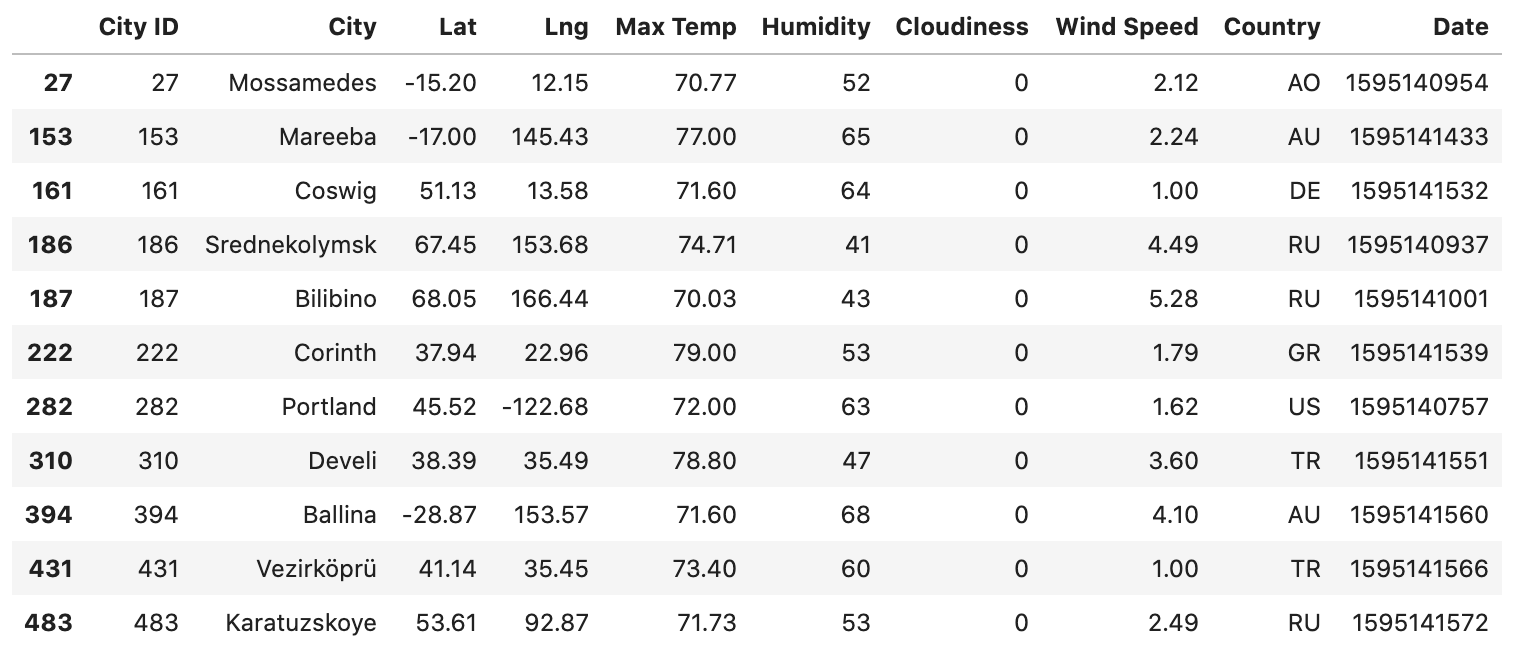 City ID City Lat Lng Max Temp Humidity Cloudiness Wind Speed Country Date
27 27 Mossamedes -15.20 12.15 70.77 52 0 2.12 AO 1595140954
153 153 Mareeba -17.00 145.43 77.00 65 0 2.24 AU 1595141433
161 161 Coswig 51.13 13.58 71.60 64 0 1.00 DE 1595141532
186 186 Srednekolymsk 67.45 153.68 74.71 41 0 4.49 RU 1595140937
187 187 Bilibino 68.05 166.44 70.03 43 0 5.28 RU 1595141001
222 222 Corinth 37.94 22.96 79.00 53 0 1.79 GR 1595141539
282 282 Portland 45.52 -122.68 72.00 63 0 1.62 US 1595140757
310 310 Develi 38.39 35.49 78.80 47 0 3.60 TR 1595141551
394 394 Ballina -28.87 153.57 71.60 68 0 4.10 AU 1595141560
431 431 Vezirköprü 41.14 35.45 73.40 60 0 1.00 TR 1595141566
483 483 Karatuzskoye 53.61 92.87 71.73 53 0 2.49 RU 1595141572